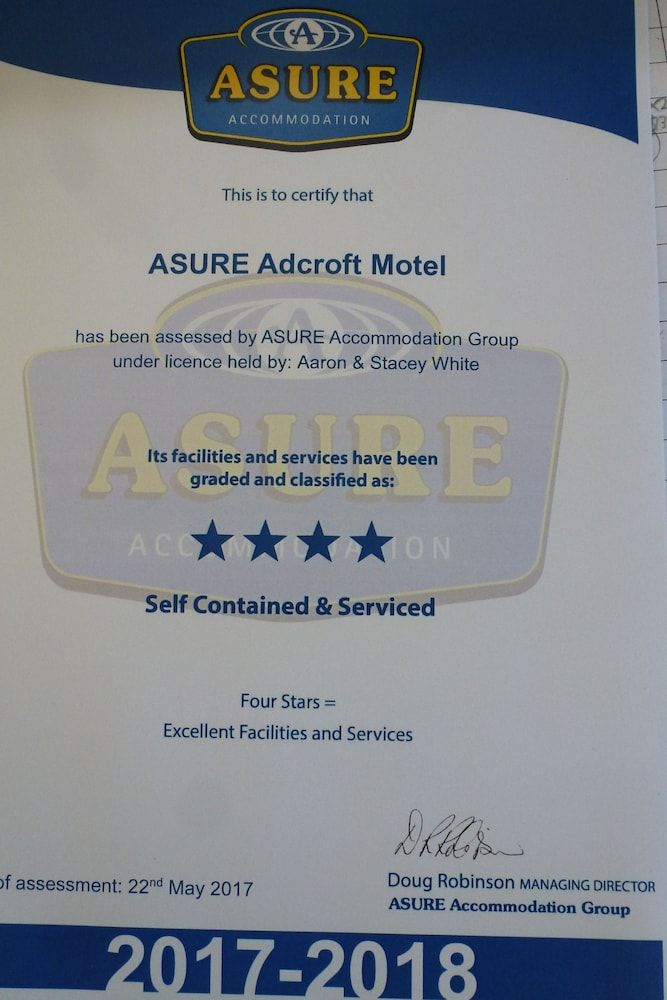 A
ASURE
ACCOMMODATION
This is to certify that
ASURE Adcroft Motel
has been assessed by ASURE Accommodation Group
under licence held by: Aaron & Stacey White
ASURE
Its facilities and services have been
graded and classified as:
ACCOMMODATION
Self Contained & Serviced
Four Stars =
Excellent Facilities and Services
of assessment: 22nd May 2017
Doug Robinson MANAGING DIRECTOR
ASURE Accommodation Group
2017-2018